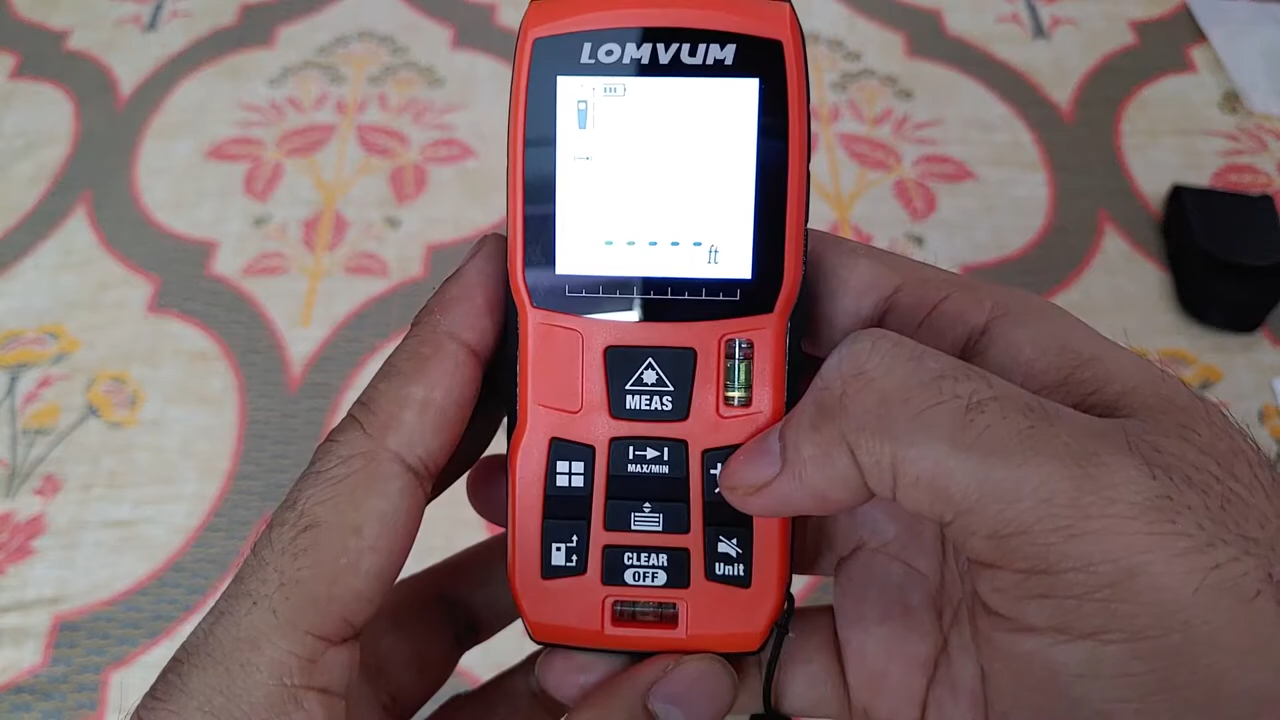 LOMVUM
ft
MEAS
MAX/MIN
CLEAR
OFF
Unit